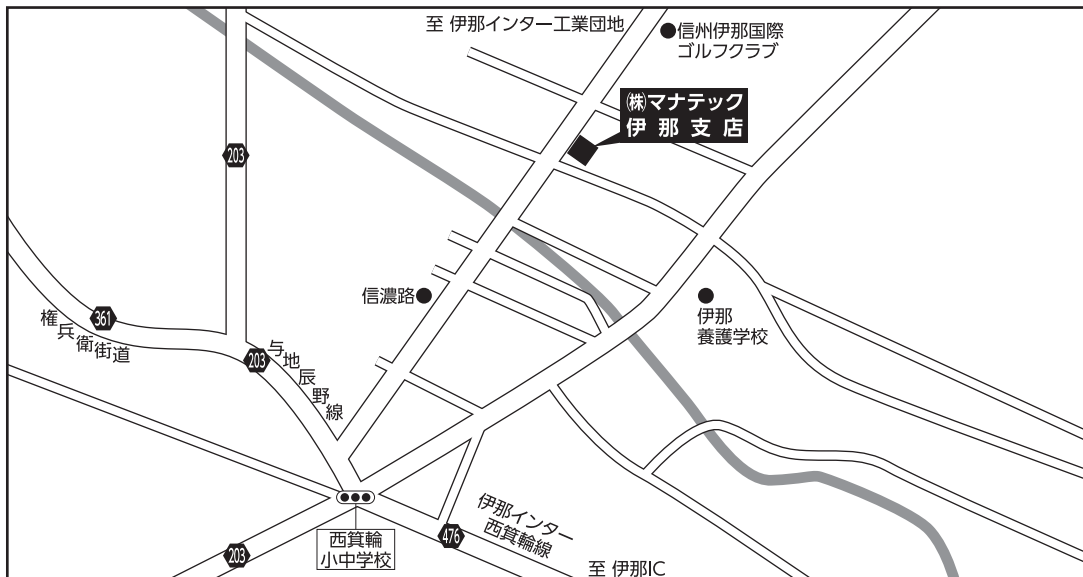 至 伊那インター工業団地
信州伊那国際
ゴルフクラブ
㈱マナテック
伊那支店
203
信濃路
伊那
養護学校
361
権兵衛街道
203
与地辰野線
伊那インター
西箕輪線
476
西箕輪
小中学校
203
至 伊那IC